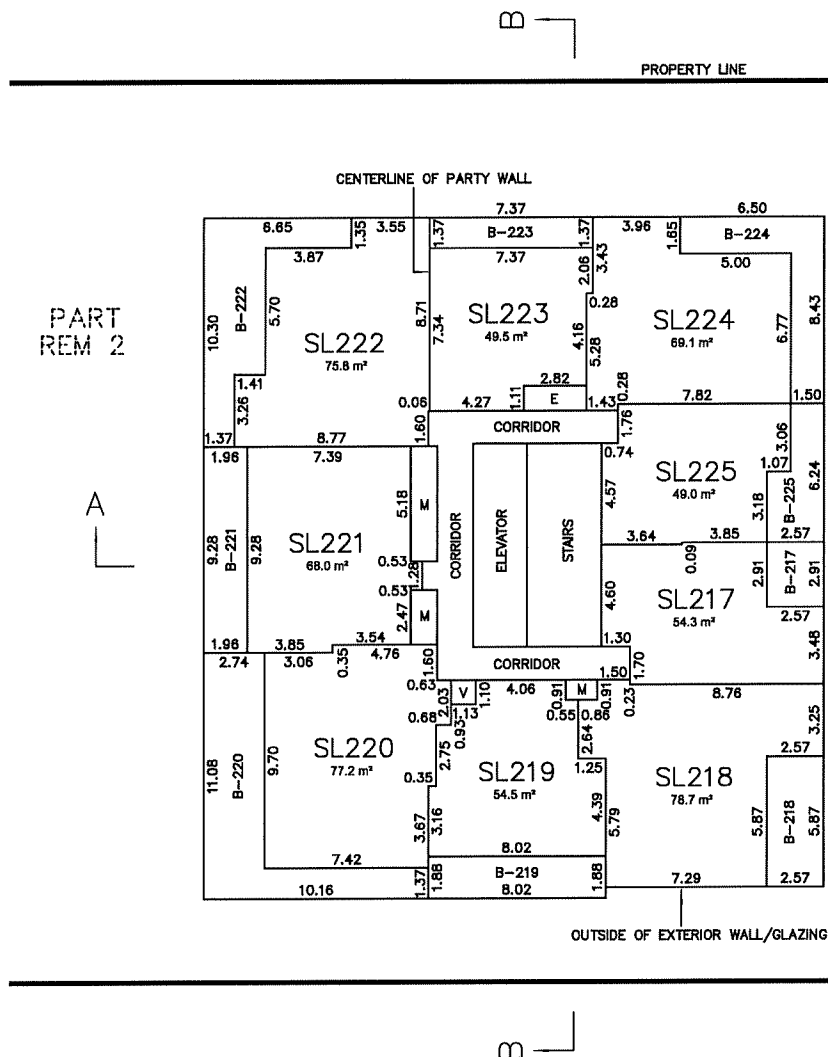 B
PROPERTY LINE
CENTERLINE OF PARTY WALL
7.37
6.65
3.55
1.35
1.37
B-223
1.37
3.96
6.50
1.65
B-224
3.87
7.37
2.06
3.43
5.00
10.30
B-222
5.70
8.71
7.34
SL223
49.5 m²
0.28
4.16
5.28
SL224
69.1 m²
6.77
8.43
PART
REM 2
SL222
75.8 m²
1.41
3.26
0.06
4.27
1.11
2.82
E
1.43
0.28
7.82
1.50
1.37
8.77
1.60
CORRIDOR
1.76
0.74
3.06
1.96
7.39
5.18
M
4.57
SL225
49.0 m²
1.07
3.18
B-225
6.24
A
9.28
B-221
9.28
SL221
68.0 m²
CORRIDOR
ELEVATOR
STAIRS
3.64
0.09
3.85
2.57
0.53
1.28
0.53
2.47
M
4.60
SL217
54.3 m²
2.91
B-217
2.91
2.57
1.96
3.85
3.54
1.30
3.48
2.74
3.06
0.35
4.76
1.60
CORRIDOR
1.50
1.70
0.63
2.03
V
1.10
4.06
0.91
M
0.91
0.23
8.76
0.68
1.13
0.93
0.55
0.86
3.25
11.08
B-220
9.70
SL220
77.2 m²
2.75
2.64
2.57
0.35
SL219
54.5 m²
1.25
SL218
78.7 m²
3.67
3.16
4.39
5.79
5.87
B-218
5.87
7.42
8.02
10.16
1.37
1.88
B-219
8.02
1.88
7.29
2.57
OUTSIDE OF EXTERIOR WALL/GLAZING
B